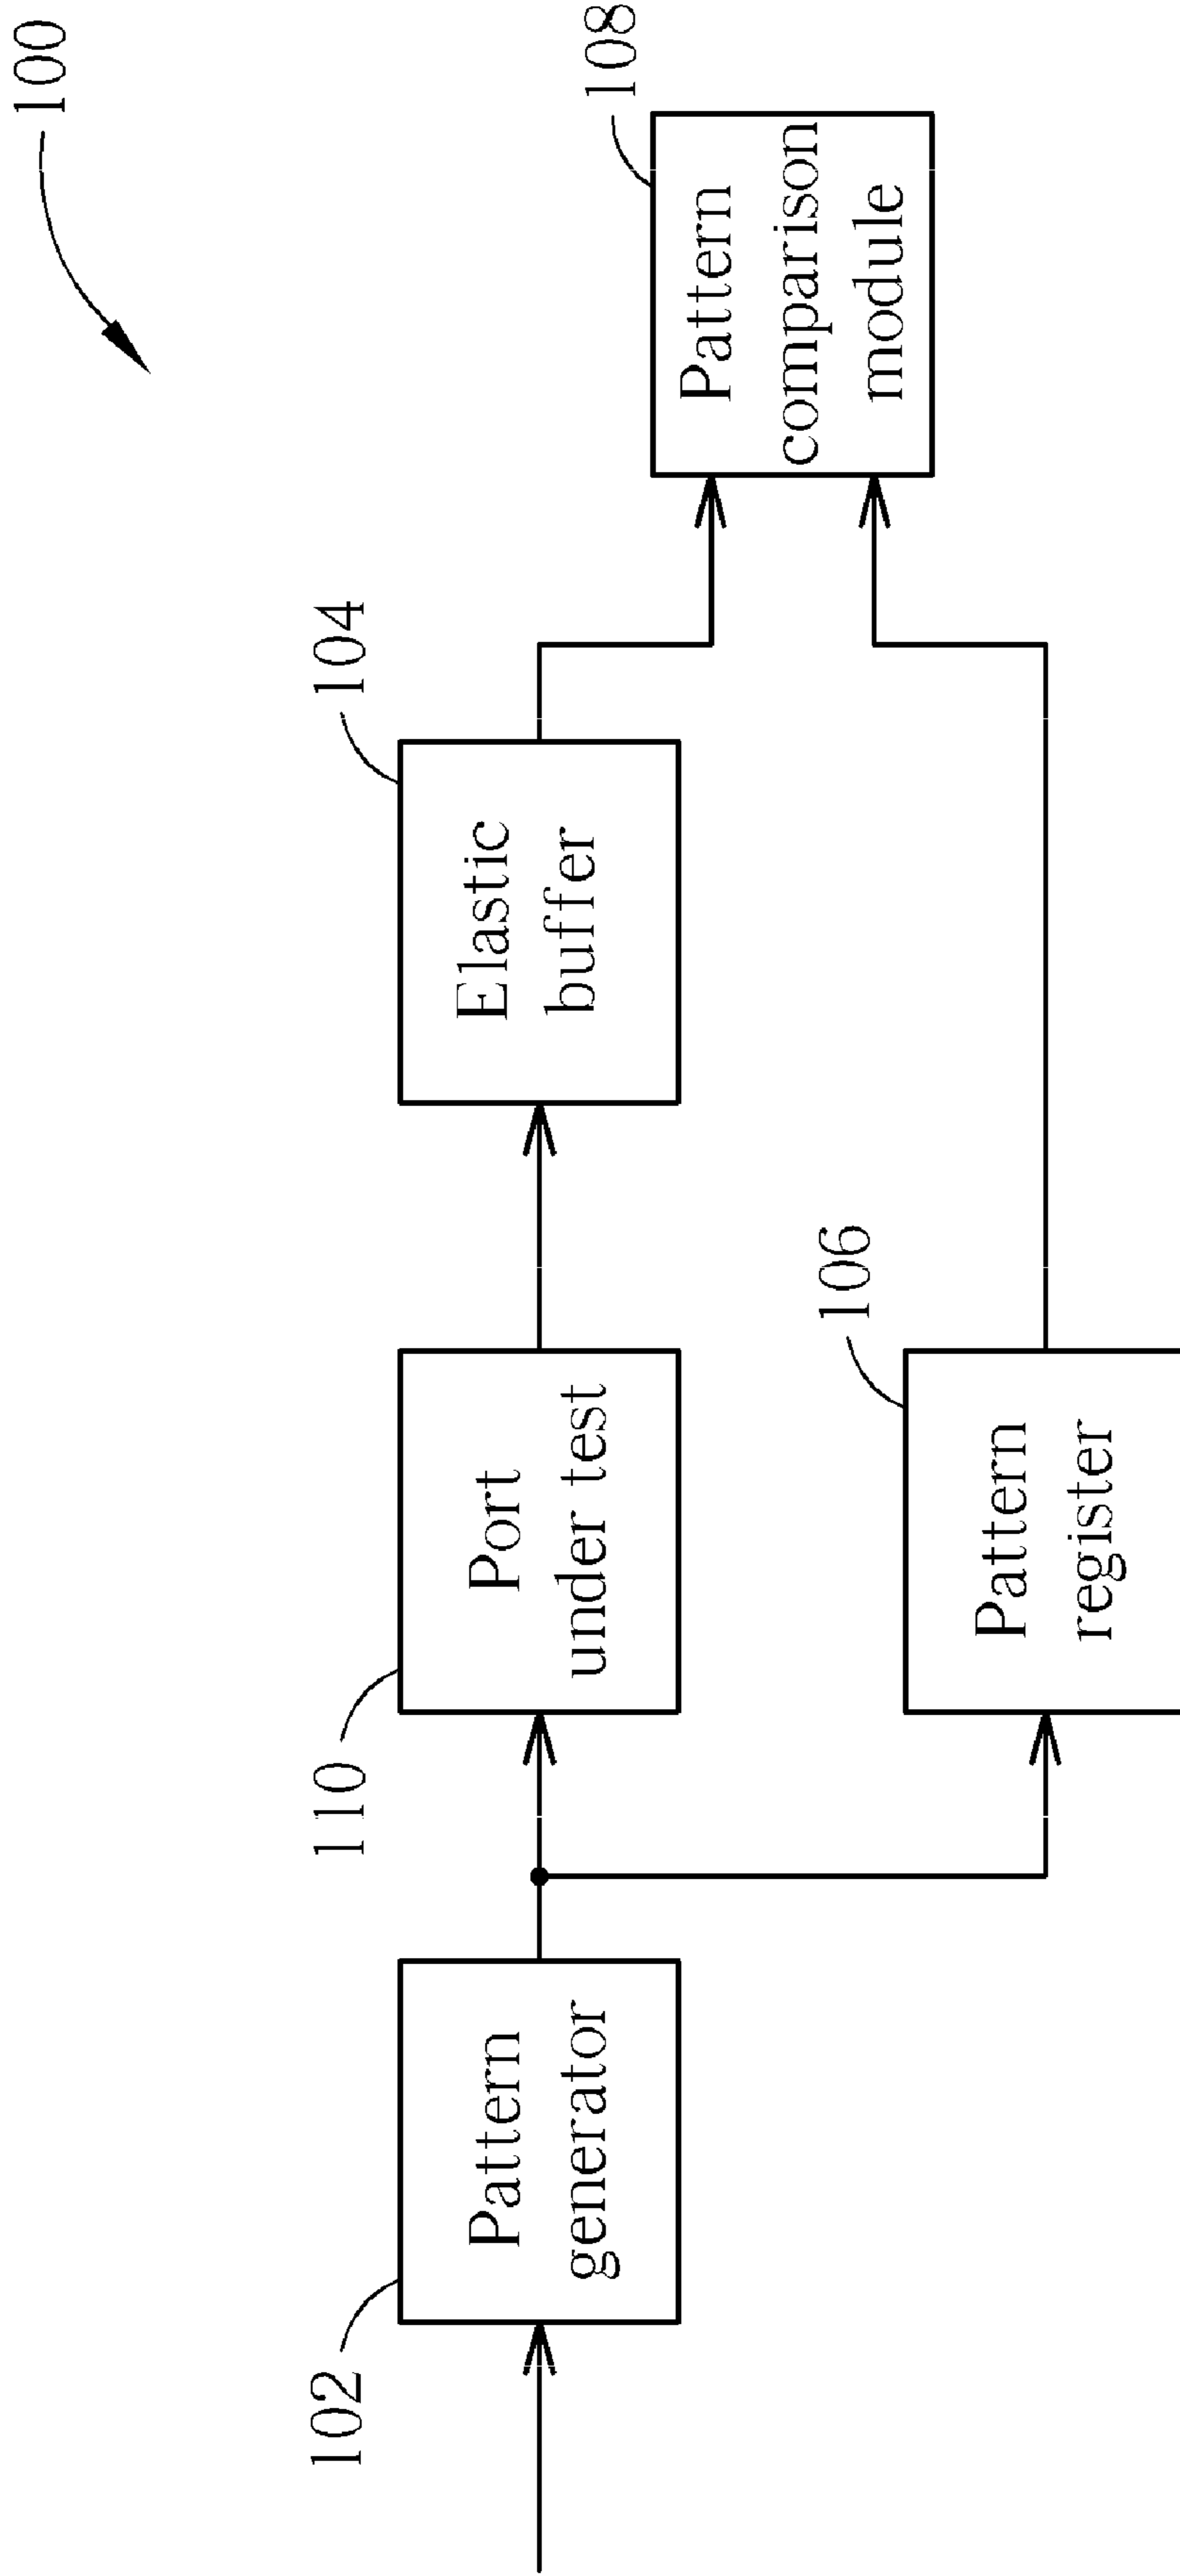 100
102
Pattern
generator
110
Port
under test
104
Elastic
buffer
106
Pattern
register
108
Pattern
comparison
module